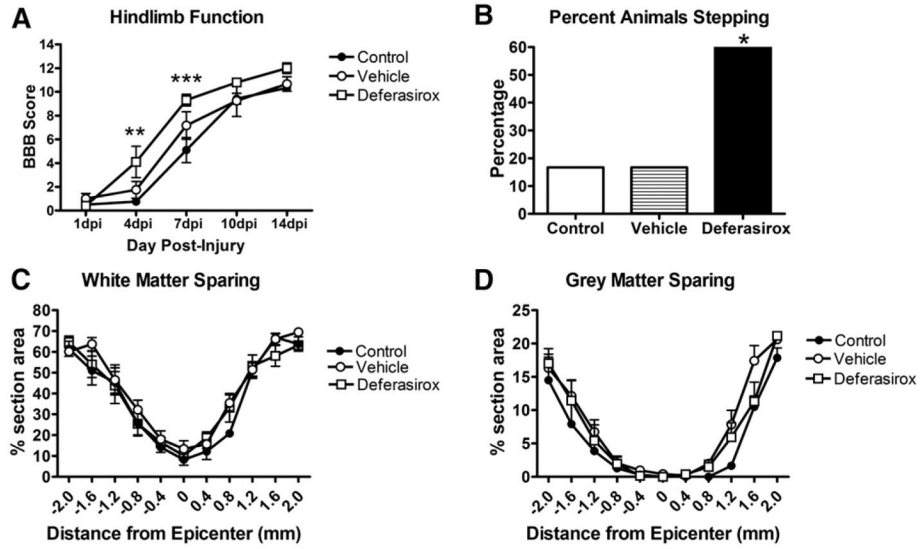 A
Hindlimb Function
BBB Score
14
12
10
8
6
4
2
0
**
***
1dpi 4dpi 7dpi 10dpi 14dpi
Day Post-Injury
Control
Vehicle
Deferasirox
B
Percent Animals Stepping
Percentage
60
50
40
30
20
10
0
*
Control Vehicle Deferasirox
C
White Matter Sparing
% section area
80
70
60
50
40
30
20
10
0
-2.0 -1.6 -1.2 -0.8 -0.4 0 0.4 0.8 1.2 1.6 2.0
Distance from Epicenter (mm)
Control
Vehicle
Deferasirox
D
Grey Matter Sparing
% section area
25
20
15
10
5
0
-2.0 -1.6 -1.2 -0.8 -0.4 0 0.4 0.8 1.2 1.6 2.0
Distance from Epicenter (mm)
Control
Vehicle
Deferasirox